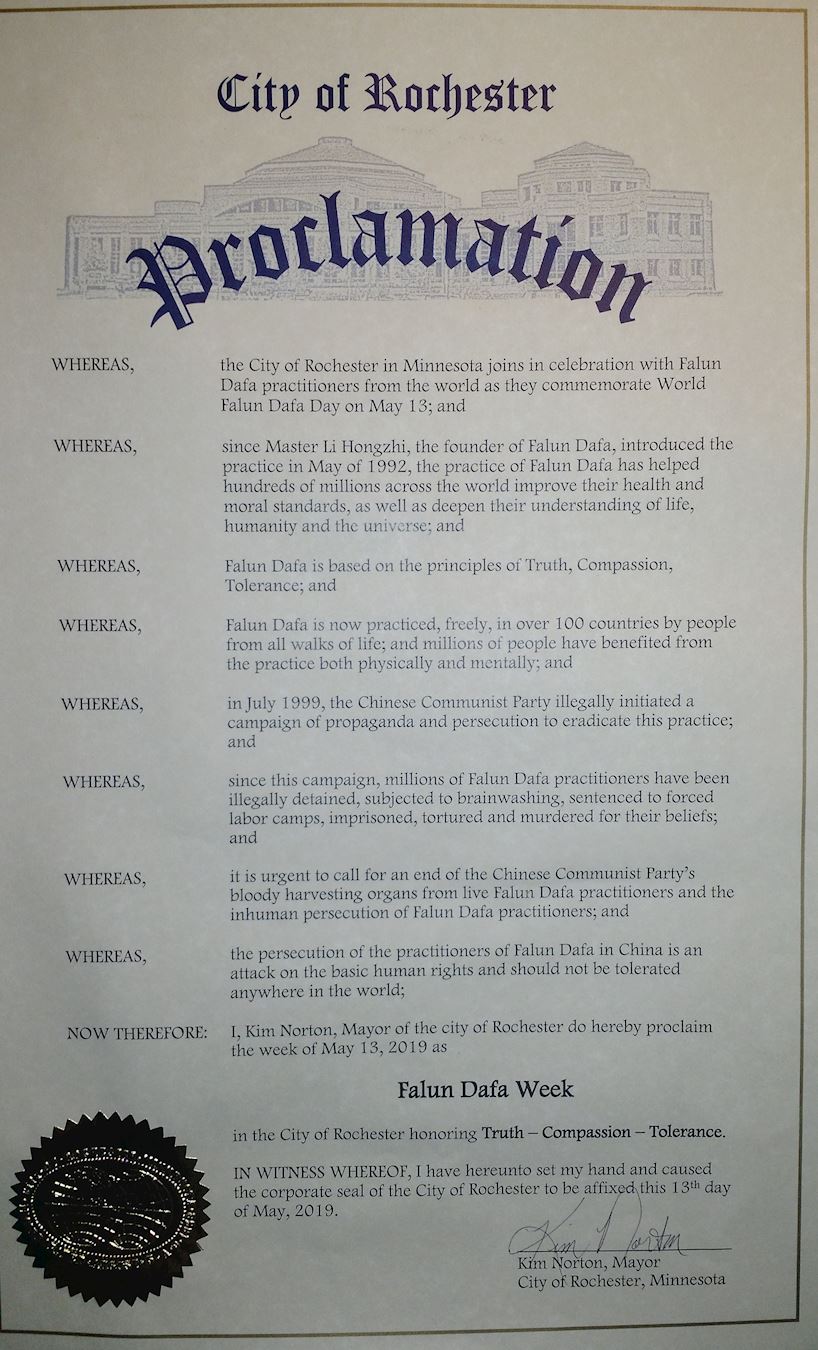 City of Rochester
Proclamation
WHEREAS, the City of Rochester in Minnesota joins in celebration with Falun
Dafa practitioners from the world as they commemorate World
Falun Dafa Day on May 13; and
WHEREAS, since Master Li Hongzhi, the founder of Falun Dafa, introduced the
practice in May of 1992, the practice of Falun Dafa has helped
hundreds of millions across the world improve their health and
moral standards, as well as deepen their understanding of life,
humanity and the universe; and
WHEREAS, Falun Dafa is based on the principles of Truth, Compassion,
Tolerance; and
WHEREAS, Falun Dafa is now practiced, freely, in over 100 countries by people
from all walks of life; and millions of people have benefited from
the practice both physically and mentally; and
WHEREAS, in July 1999, the Chinese Communist Party illegally initiated a
campaign of propaganda and persecution to eradicate this practice;
and
WHEREAS, since this campaign, millions of Falun Dafa practitioners have been
illegally detained, subjected to brainwashing, sentenced to forced
labor camps, imprisoned, tortured and murdered for their beliefs;
and
WHEREAS, it is urgent to call for an end of the Chinese Communist Party's
bloody harvesting organs from live Falun Dafa practitioners and the
inhuman persecution of Falun Dafa practitioners; and
WHEREAS, the persecution of the practitioners of Falun Dafa in China is an
attack on the basic human rights and should not be tolerated
anywhere in the world;
NOW THEREFORE: I, Kim Norton, Mayor of the city of Rochester do hereby proclaim
the week of May 13, 2019 as
Falun Dafa Week
in the City of Rochester honoring Truth – Compassion – Tolerance.
IN WITNESS WHEREOF, I have hereunto set my hand and caused
the corporate seal of the City of Rochester to be affixed this 13th day
of May, 2019.
Kim Norton
Kim Norton, Mayor
City of Rochester, Minnesota